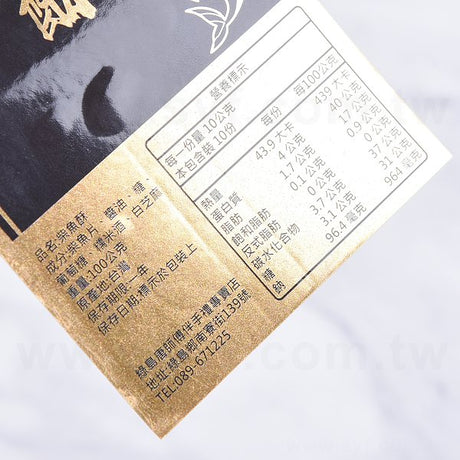 酥
營養標示
每一份量 10公克
本包含裝 10份
每份 每100公克
熱量 43.9 大卡 439 大卡
蛋白質 4 公克 40 公克
脂肪 1.7 公克 17 公克
飽和脂肪 0.1 公克 0.9 公克
反式脂肪 0 公克 0 公克
碳水化合物 3.7 公克 37 公克
糖 3.1 公克 31 公克
鈉 96.4 毫克 964 毫克
品名:柴魚酥
成分:柴魚片 醬油 糖
葡萄糖 糯米酒 白芝麻
重量:100公克
原產地:台灣
保存期限:一年
保存日期:標示於包裝上
綠島唐師傅伴手禮專賣店
地址:綠島鄉南寮街139號
TEL:089-671225
.com.tw